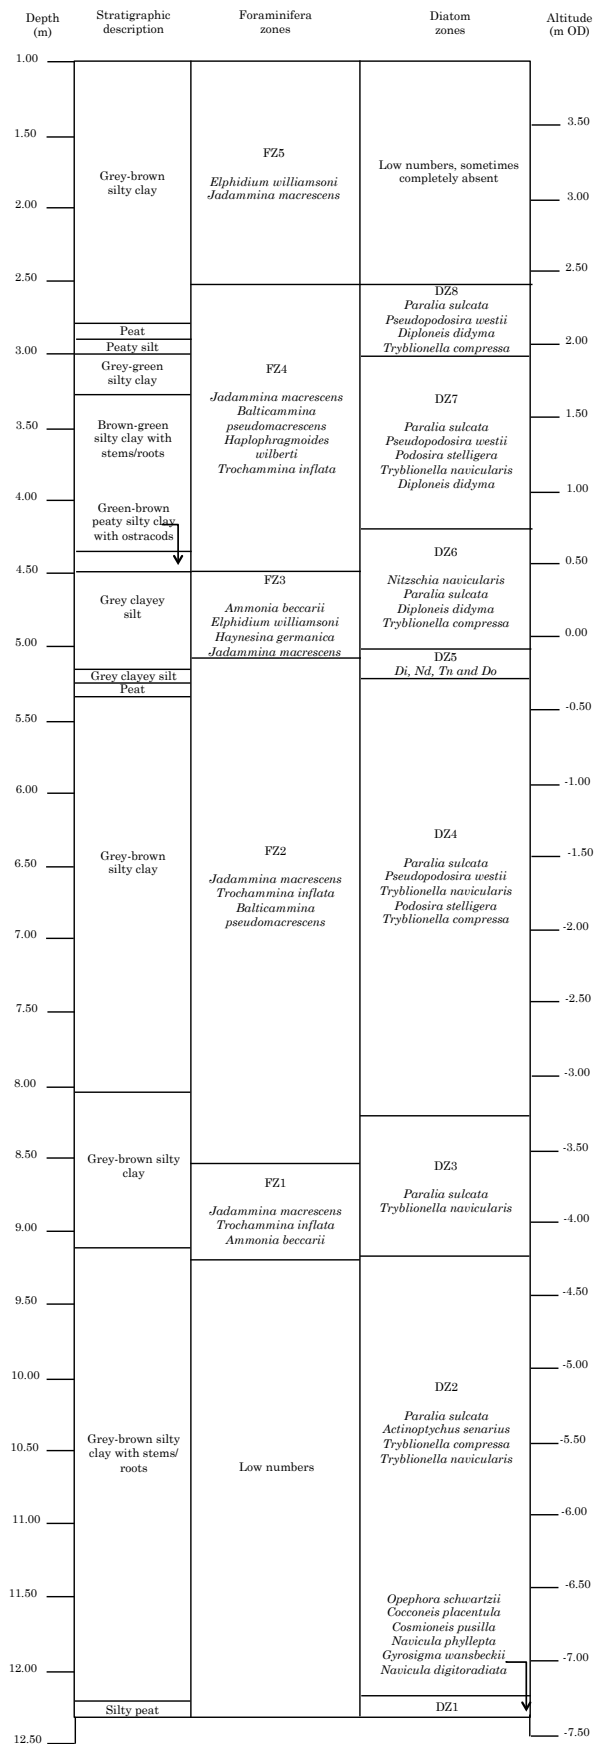 Depth
(m)
Stratigraphic
description
Foraminifera
zones
Diatom
zones
Altitude
(m OD)
1.00
1.50
2.00
2.50
3.00
3.50
4.00
4.50
5.00
5.50
6.00
6.50
7.00
7.50
8.00
8.50
9.00
9.50
10.00
10.50
11.00
11.50
12.00
12.50
Grey-brown
silty clay
Peat
Peaty silt
Grey-green
silty clay
Brown-green
silty clay with
stems/roots
Green-brown
peaty silty clay
with ostracods
Grey clayey
silt
Grey clayey silt
Peat
Grey-brown
silty clay
Grey-brown silty
clay
Grey-brown silty
clay with stems/
roots
Silty peat
FZ5
Elphidium williamsoni
Jadammina macrescens
FZ4
Jadammina macrescens
Balticammina
pseudomacrescens
Haplophragmoides
wilberti
Trochammina inflata
FZ3
Ammonia beccarii
Elphidium williamsoni
Haynesina germanica
Jadammina macrescens
FZ2
Jadammina macrescens
Trochammina inflata
Balticammina
pseudomacrescens
FZ1
Jadammina macrescens
Trochammina inflata
Ammonia beccarii
Low numbers
Low numbers, sometimes
completely absent
DZ8
Paralia sulcata
Pseudopodosira westii
Diploneis didyma
Tryblionella compressa
DZ7
Paralia sulcata
Pseudopodosira westii
Podosira stelligera
Tryblionella navicularis
Diploneis didyma
DZ6
Nitzschia navicularis
Paralia sulcata
Diploneis didyma
Tryblionella compressa
DZ5
Di, Nd, Tn and Do
DZ4
Paralia sulcata
Pseudopodosira westii
Tryblionella navicularis
Podosira stelligera
Tryblionella compressa
DZ3
Paralia sulcata
Tryblionella navicularis
DZ2
Paralia sulcata
Actinoptychus senarius
Tryblionella compressa
Tryblionella navicularis
Opephora schwartzii
Cocconeis placentula
Cosmioneis pusilla
Navicula phyllepta
Gyrosigma wansbeckii
Navicula digitoradiata
DZ1
3.50
3.00
2.50
2.00
1.50
1.00
0.50
0.00
-0.50
-1.00
-1.50
-2.00
-2.50
-3.00
-3.50
-4.00
-4.50
-5.00
-5.50
-6.00
-6.50
-7.00
-7.50